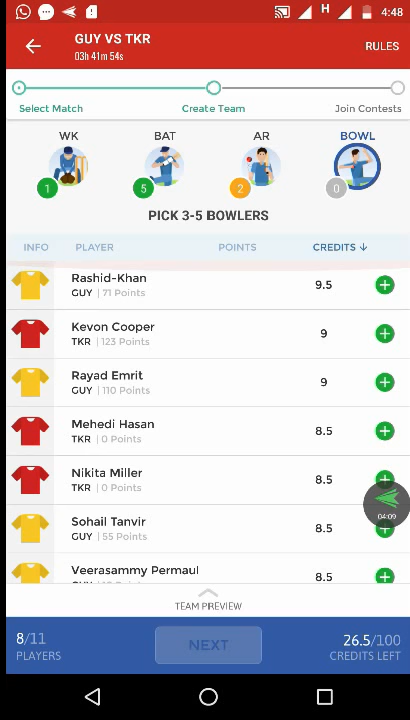 H 4:48
GUY VS TKR
RULES
03h 41m 54s
Select Match
Create Team
Join Contests
WK
BAT
AR
BOWL
1
5
2
0
PICK 3-5 BOWLERS
INFO PLAYER POINTS CREDITS ↓
Rashid-Khan
GUY | 71 Points
9.5
Kevon Cooper
TKR | 123 Points
9
Rayad Emrit
GUY | 110 Points
9
Mehedi Hasan
TKR | 0 Points
8.5
Nikita Miller
TKR | 0 Points
8.5
04:09
Sohail Tanvir
GUY | 55 Points
8.5
Veerasammy Permaul
8.5
TEAM PREVIEW
8/11
PLAYERS
NEXT
26.5/100
CREDITS LEFT